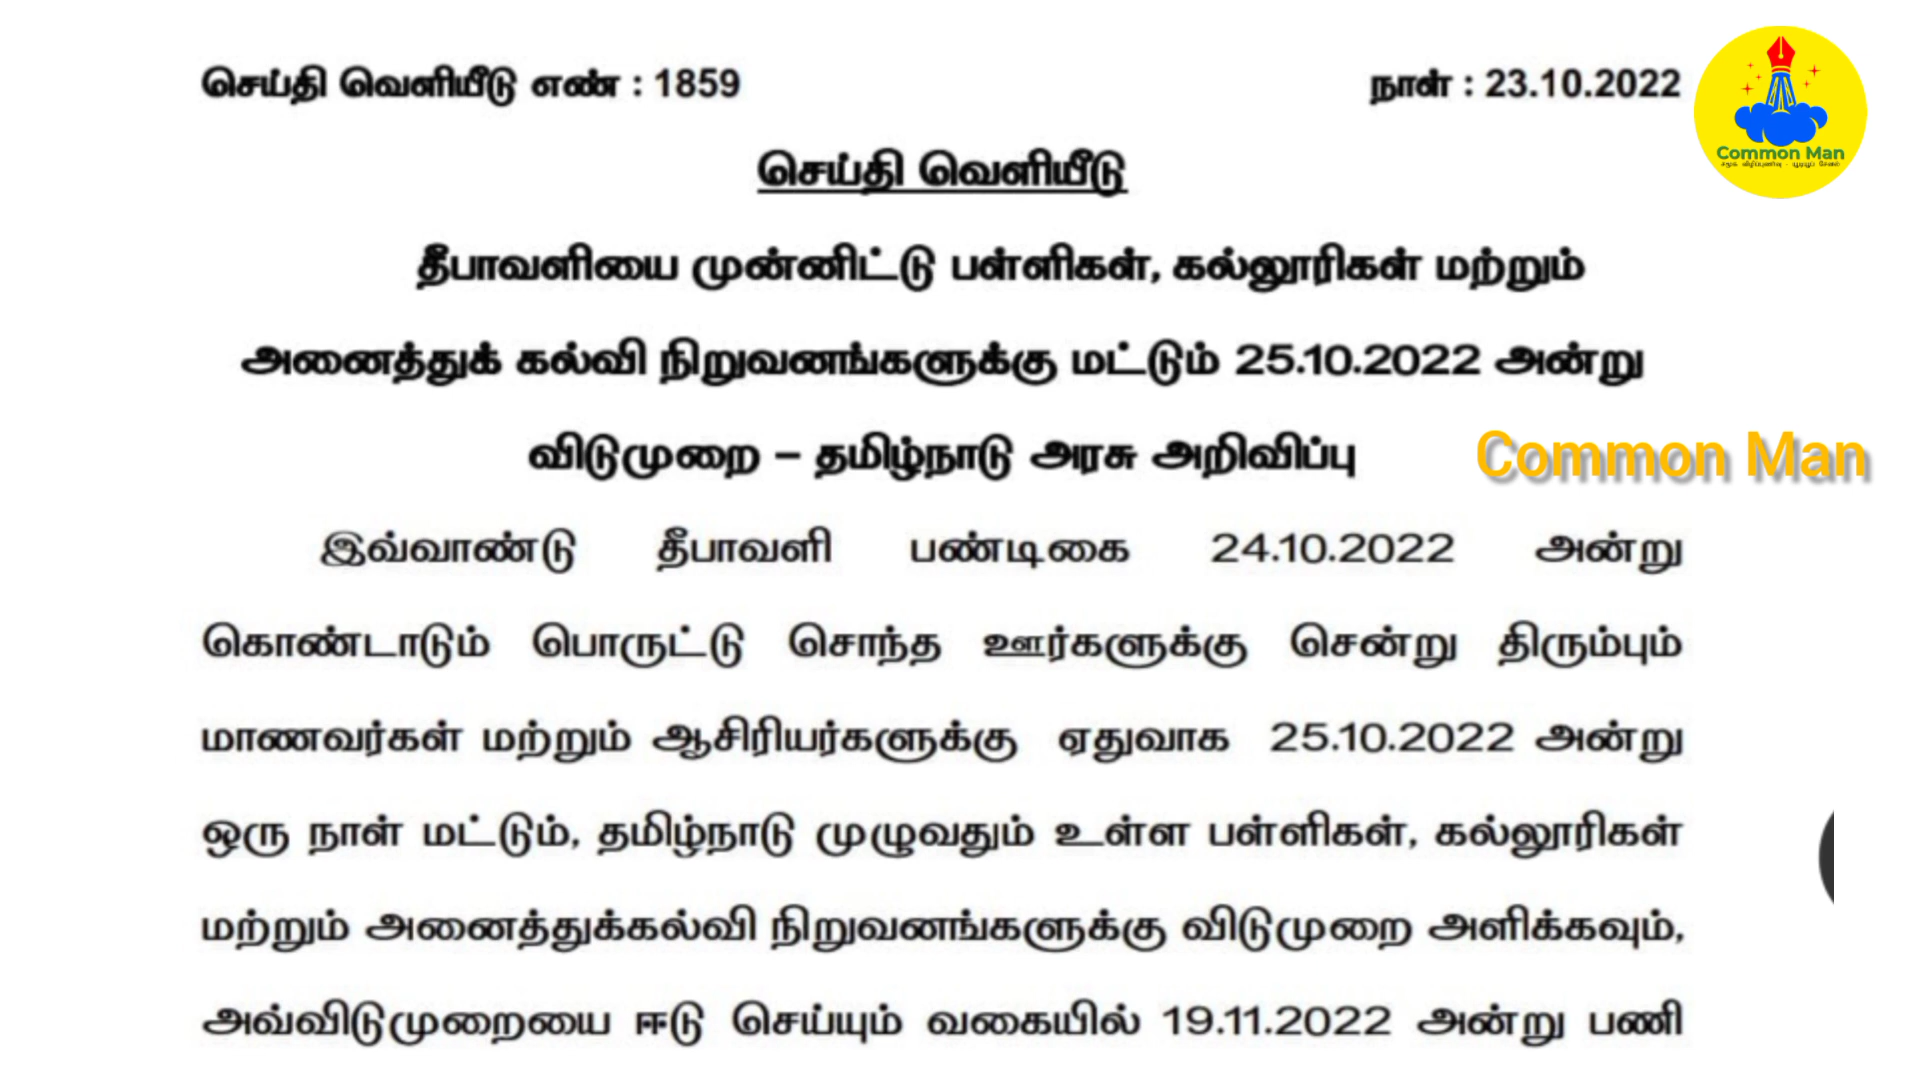 செய்தி வெளியீடு எண் : 1859 நாள் : 23.10.2022
செய்தி வெளியீடு
தீபாவளியை முன்னிட்டு பள்ளிகள், கல்லூரிகள் மற்றும்
அனைத்துக் கல்வி நிறுவனங்களுக்கு மட்டும் 25.10.2022 அன்று
விடுமுறை – தமிழ்நாடு அரசு அறிவிப்பு
Common Man
இவ்வாண்டு தீபாவளி பண்டிகை 24.10.2022 அன்று
கொண்டாடும் பொருட்டு சொந்த ஊர்களுக்கு சென்று திரும்பும்
மாணவர்கள் மற்றும் ஆசிரியர்களுக்கு ஏதுவாக 25.10.2022 அன்று
ஒரு நாள் மட்டும், தமிழ்நாடு முழுவதும் உள்ள பள்ளிகள், கல்லூரிகள்
மற்றும் அனைத்துக்கல்வி நிறுவனங்களுக்கு விடுமுறை அளிக்கவும்,
அவ்விடுமுறையை ஈடு செய்யும் வகையில் 19.11.2022 அன்று பணி
Common Man
சமூக விழிப்புணர்வு - யூடியூப் சேனல்